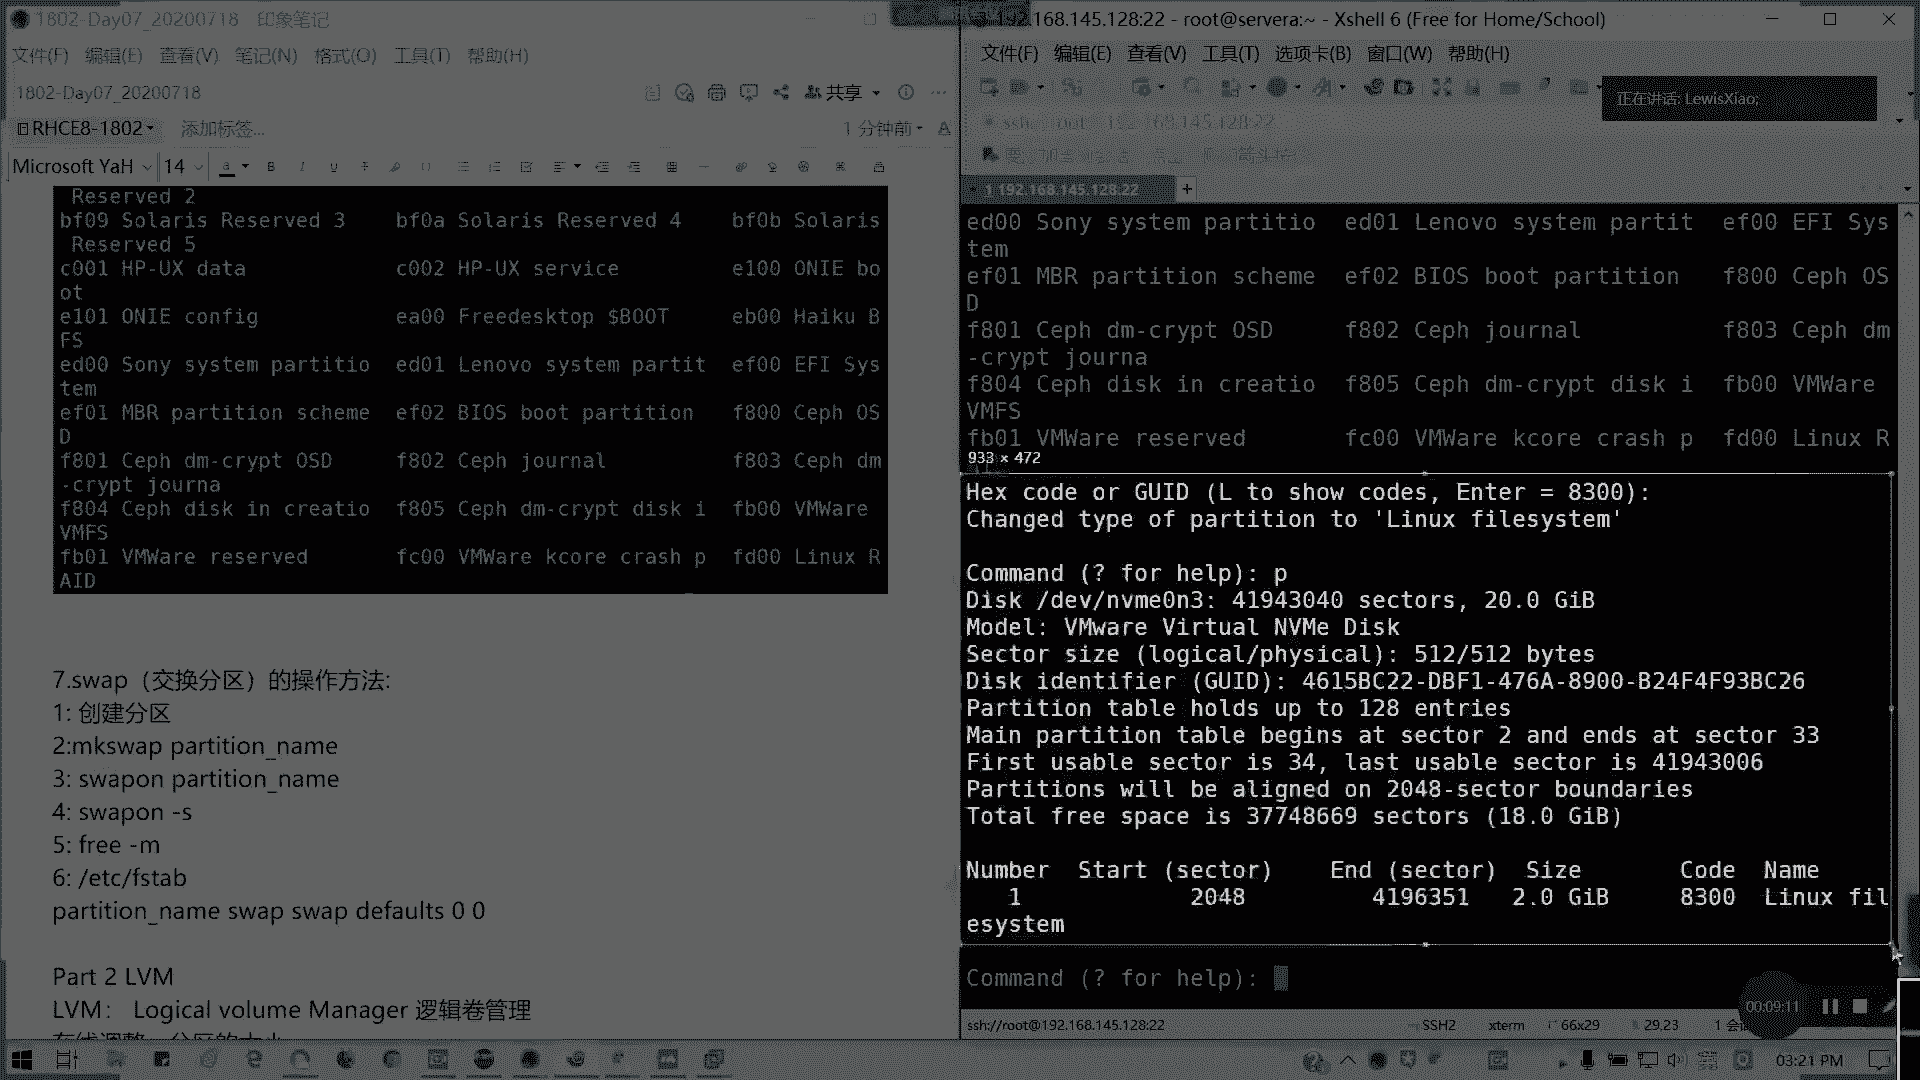 1802-Day07_20200718 印象笔记
文件(F) 编辑(E) 查看(V) 笔记(N) 格式(O) 工具(T) 帮助(H)
1802-Day07_20200718
共享
RHCE8-1802 添加标签...
1 分钟前
Microsoft YaH 14
Reserved 2
bf09 Solaris Reserved 3 bf0a Solaris Reserved 4 bf0b Solaris
Reserved 5
c001 HP-UX data c002 HP-UX service e100 ONIE bo
ot
e101 ONIE config ea00 Freedesktop $BOOT eb00 Haiku B
FS
ed00 Sony system partitio ed01 Lenovo system partit ef00 EFI Sys
tem
ef01 MBR partition scheme ef02 BIOS boot partition f800 Ceph OS
D
f801 Ceph dm-crypt OSD f802 Ceph journal f803 Ceph dm
-crypt journa
f804 Ceph disk in creatio f805 Ceph dm-crypt disk i fb00 VMWare
VMFS
fb01 VMWare reserved fc00 VMWare kcore crash p fd00 Linux R
AID
7.swap（交换分区）的操作方法:
1: 创建分区
2:mkswap partition_name
3: swapon partition_name
4: swapon -s
5: free -m
6: /etc/fstab
partition_name swap swap defaults 0 0
Part 2 LVM
LVM： Logical volume Manager 逻辑卷管理
192.168.145.128:22 - root@servera:~ - Xshell 6 (Free for Home/School)
文件(F) 编辑(E) 查看(V) 工具(T) 选项卡(B) 窗口(W) 帮助(H)
正在讲话: LewisXiao;
1 192.168.145.128:22
ed00 Sony system partitio ed01 Lenovo system partit ef00 EFI Sys
tem
ef01 MBR partition scheme ef02 BIOS boot partition f800 Ceph OS
D
f801 Ceph dm-crypt OSD f802 Ceph journal f803 Ceph dm
-crypt journa
f804 Ceph disk in creatio f805 Ceph dm-crypt disk i fb00 VMWare
VMFS
fb01 VMWare reserved fc00 VMWare kcore crash p fd00 Linux R
933 × 472
Hex code or GUID (L to show codes, Enter = 8300):
Changed type of partition to 'Linux filesystem'
Command (? for help): p
Disk /dev/nvme0n3: 41943040 sectors, 20.0 GiB
Model: VMware Virtual NVMe Disk
Sector size (logical/physical): 512/512 bytes
Disk identifier (GUID): 4615BC22-DBF1-476A-8900-B24F4F93BC26
Partition table holds up to 128 entries
Main partition table begins at sector 2 and ends at sector 33
First usable sector is 34, last usable sector is 41943006
Partitions will be aligned on 2048-sector boundaries
Total free space is 37748669 sectors (18.0 GiB)
Number Start (sector) End (sector) Size Code Name
1 2048 4196351 2.0 GiB 8300 Linux fil
esystem
Command (? for help):
00:09:11
ssh://root@192.168.145.128:22 SSH2 xterm 66x29 29,23
03:21 PM